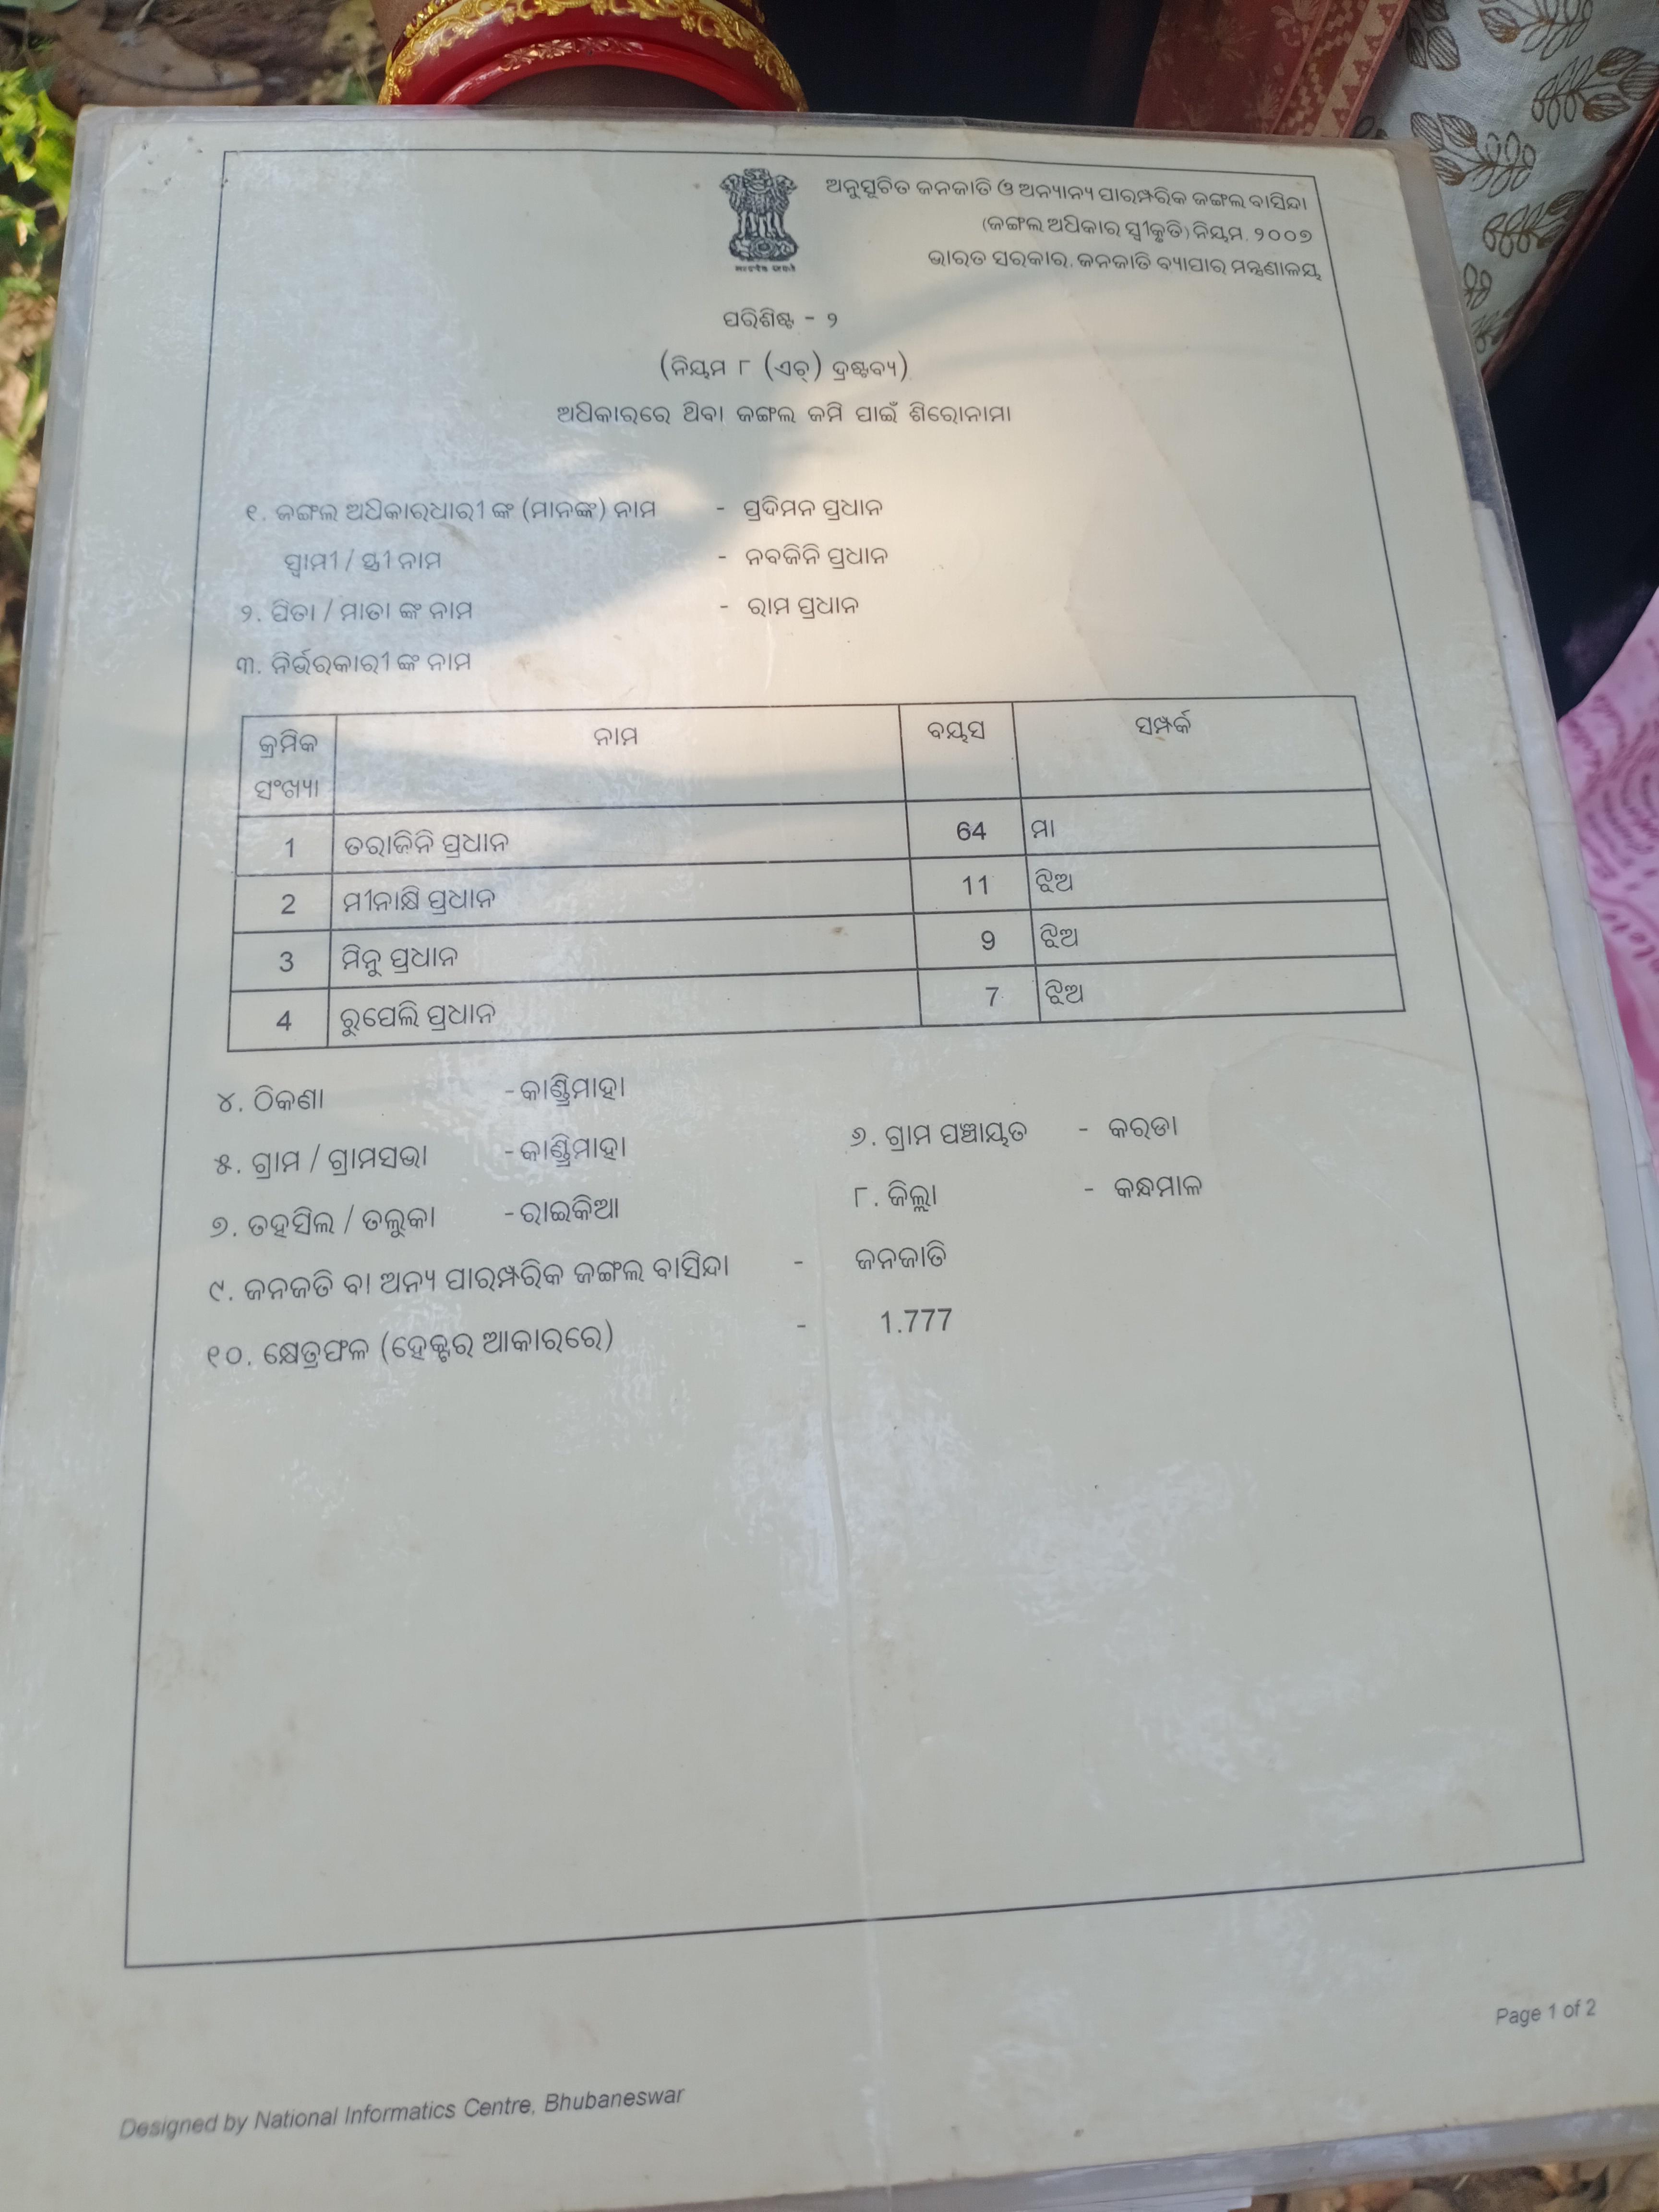 ଅନୁସୂଚିତ ଜନଜାତି ଓ ଅନ୍ୟାନ୍ୟ ପାରମ୍ପରିକ ଜଙ୍ଗଲ ବାସିନ୍ଦା
(ଜଙ୍ଗଲ ଅଧିକାର ସ୍ୱୀକୃତି) ନିୟମ, ୨୦୦୭
ଭାରତ ସରକାର, ଜନଜାତି ବ୍ୟାପାର ମନ୍ତ୍ରଣାଳୟ
ପରିଶିଷ୍ଟ - ୨
(ନିୟମ ୮ (ଏଚ୍) ଦ୍ରଷ୍ଟବ୍ୟ)
ଅଧିକାରରେ ଥିବା ଜଙ୍ଗଲ ଜମି ପାଇଁ ଶିରୋନାମା
୧. ଜଙ୍ଗଲ ଅଧିକାରଧାରୀ ଙ୍କ (ମାନଙ୍କ) ନାମ - ପ୍ରଦିମନ ପ୍ରଧାନ
ସ୍ୱାମୀ / ସ୍ତ୍ରୀ ନାମ - ନବଜିନି ପ୍ରଧାନ
୨. ପିତା / ମାତା ଙ୍କ ନାମ - ରାମ ପ୍ରଧାନ
୩. ନିର୍ଭରକାରୀ ଙ୍କ ନାମ
କ୍ରମିକ ସଂଖ୍ୟା ନାମ ବୟସ ସମ୍ପର୍କ
1 ତରାଜିନି ପ୍ରଧାନ 64 ମା
2 ମୀନାକ୍ଷି ପ୍ରଧାନ 11 ଝିଅ
3 ମିନୁ ପ୍ରଧାନ 9 ଝିଅ
4 ରୁପେଲି ପ୍ରଧାନ 7 ଝିଅ
୪. ଠିକଣା - କାଣ୍ଡ୍ରିମାହା
୫. ଗ୍ରାମ / ଗ୍ରାମସଭା - କାଣ୍ଡ୍ରିମାହା ୬. ଗ୍ରାମ ପଞ୍ଚାୟତ - କରଡା
୭. ତହସିଲ / ତଲୁକା - ରାଇକିଆ ୮. ଜିଲ୍ଲା - କନ୍ଧମାଳ
୯. ଜନଜତି ବା ଅନ୍ୟ ପାରମ୍ପରିକ ଜଙ୍ଗଲ ବାସିନ୍ଦା - ଜନଜାତି
୧୦. କ୍ଷେତ୍ରଫଳ (ହେକ୍ଟର ଆକାରରେ) - 1.777
Page 1 of 2
Designed by National Informatics Centre, Bhubaneswar